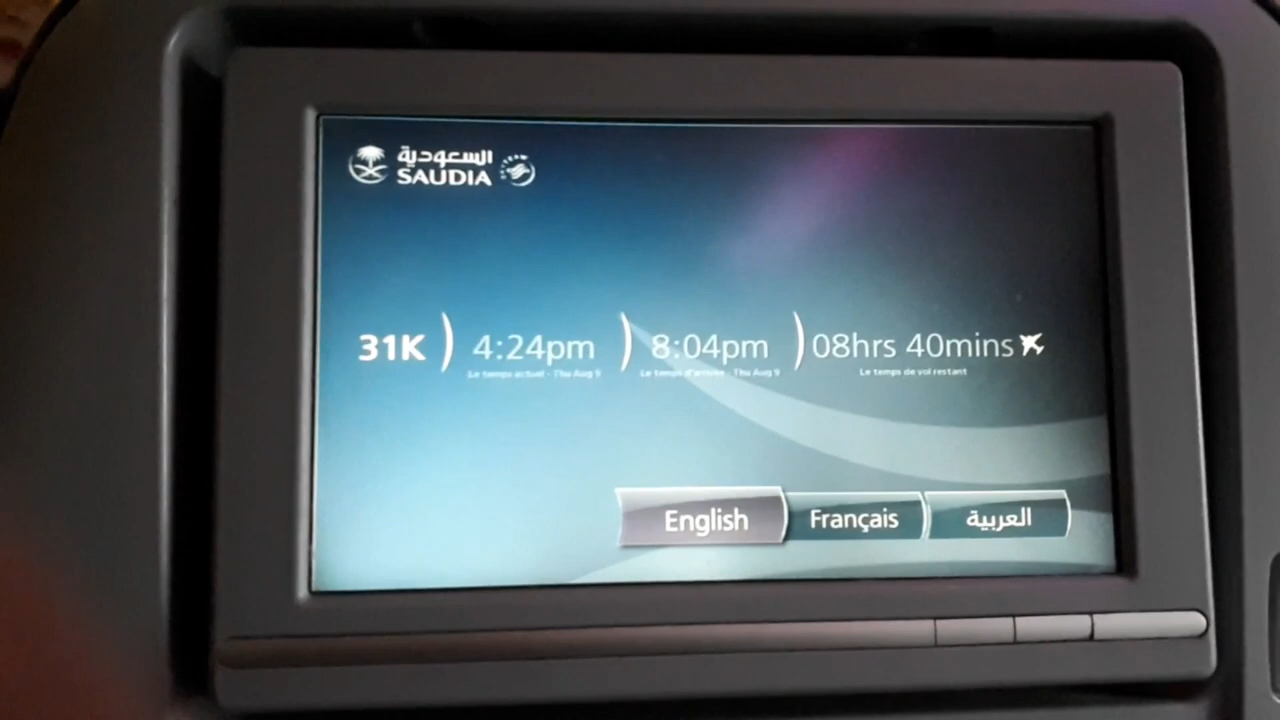 السعودية
SAUDIA
31K
4:24pm
Le temps actuel - Thu Aug 9
8:04pm
Le temps d'arrivée - Thu Aug 9
08hrs 40mins
Le temps de vol restant
English
Français
العربية